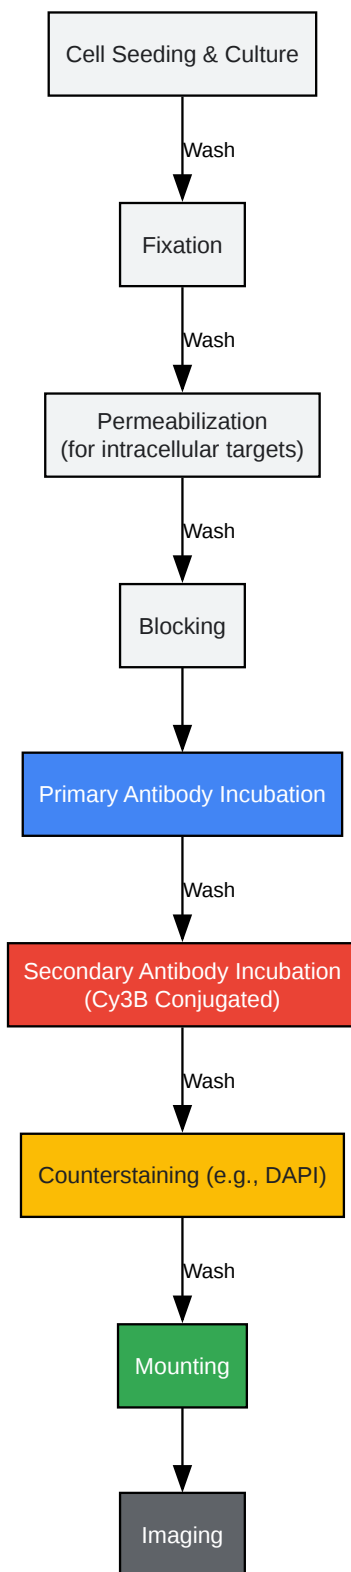 Cell Seeding & Culture
Wash
Fixation
Wash
Permeabilization
(for intracellular targets)
Wash
Blocking
Primary Antibody Incubation
Wash
Secondary Antibody Incubation
(Cy3B Conjugated)
Wash
Counterstaining (e.g., DAPI)
Wash
Mounting
Imaging